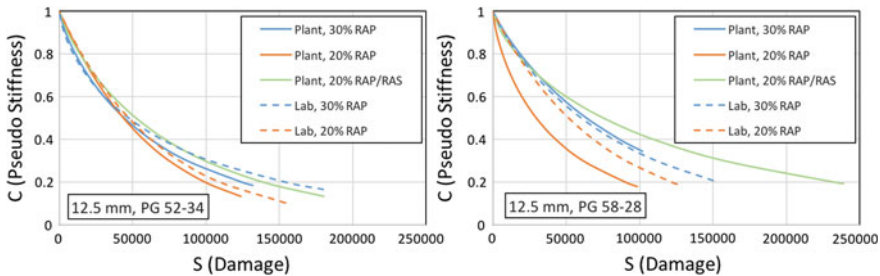 C (Pseudo Stiffness)
1
0.8
0.6
0.4
0.2
0
Plant, 30% RAP
Plant, 20% RAP
Plant, 20% RAP/RAS
Lab, 30% RAP
Lab, 20% RAP
12.5 mm, PG 52-34
0 50000 100000 150000 200000 250000
S (Damage)
C (Pseudo Stiffness)
1
0.8
0.6
0.4
0.2
0
Plant, 30% RAP
Plant, 20% RAP
Plant, 20% RAP/RAS
Lab, 30% RAP
Lab, 20% RAP
12.5 mm, PG 58-28
0 50000 100000 150000 200000 250000
S (Damage)